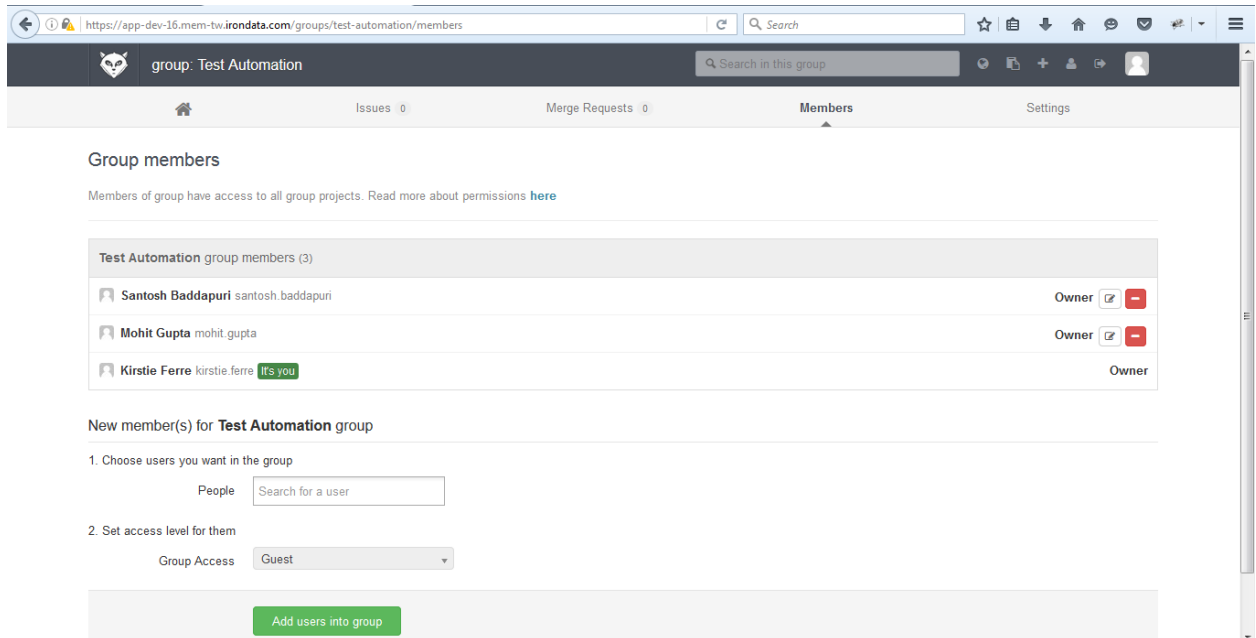 https://app-dev-16.mem-tw.irondata.com/groups/test-automation/members Search
group: Test Automation Search in this group
Issues 0 Merge Requests 0 Members Settings
Group members
Members of group have access to all group projects. Read more about permissions here
Test Automation group members (3)
Santosh Baddapuri santosh.baddapuri Owner
Mohit Gupta mohit.gupta Owner
Kirstie Ferre kirstie.ferre It's you Owner
New member(s) for Test Automation group
1. Choose users you want in the group
People Search for a user
2. Set access level for them
Group Access Guest
Add users into group